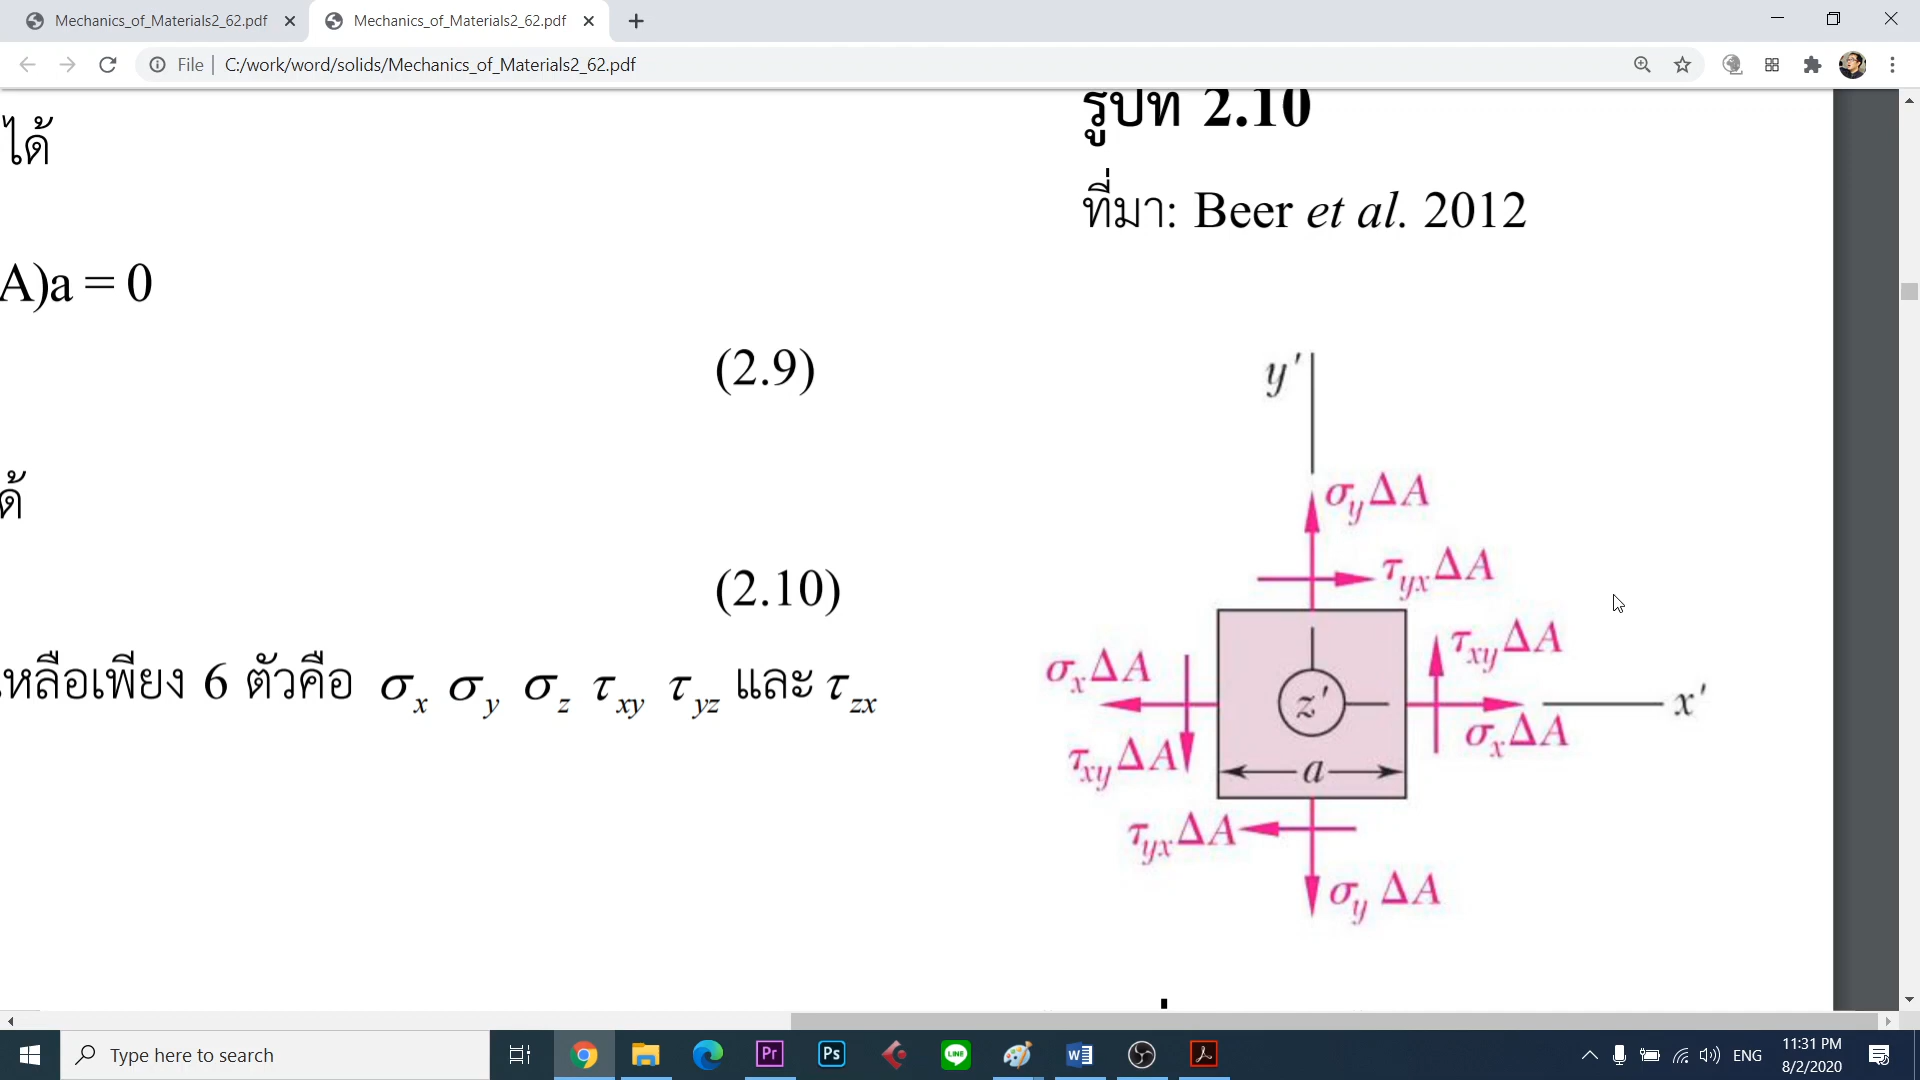 Mechanics_of_Materials2_62.pdf
Mechanics_of_Materials2_62.pdf
File
C:/work/word/solids/Mechanics_of_Materials2_62.pdf
ได้
รูปที่ 2.10
ที่มา: Beer et al. 2012
A)a = 0
(2.9)
(2.10)
หลือเพียง 6 ตัวคือ σx σy σz τxy τyz และ τzx
y′
σyΔA
τyxΔA
τxyΔA
σxΔA
z′
x′
σxΔA
τxyΔA
a
τyxΔA
σy ΔA
Type here to search
Pr
Ps
LINE
ENG
11:31 PM
8/2/2020